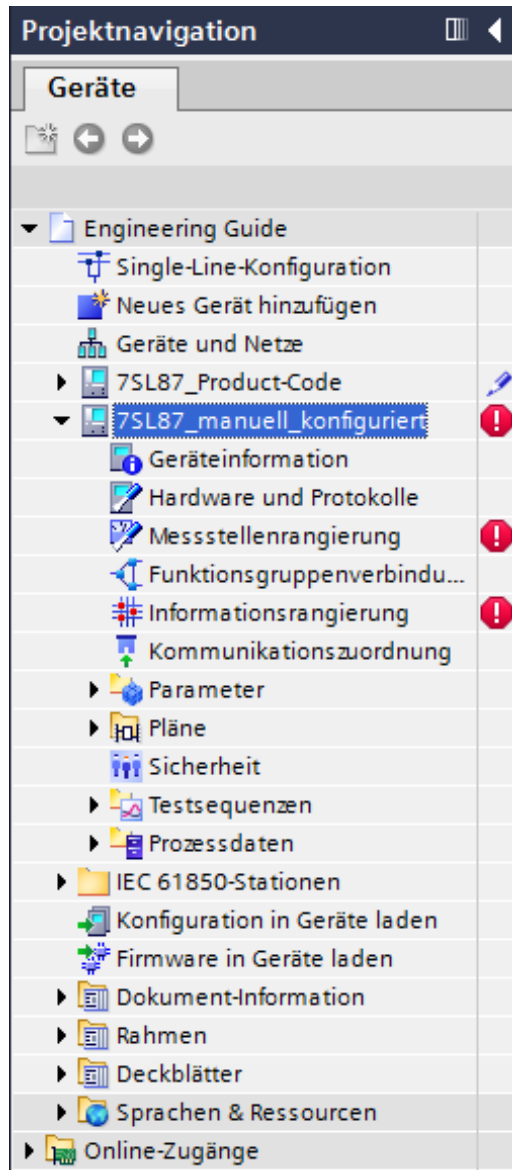 Projektnavigation
Geräte
Engineering Guide
Single-Line-Konfiguration
Neues Gerät hinzufügen
Geräte und Netze
7SL87_Product-Code
7SL87_manuell_konfiguriert
Geräteinformation
Hardware und Protokolle
Messstellenrangierung
Funktionsgruppenverbindu...
Informationsrangierung
Kommunikationszuordnung
Parameter
Pläne
Sicherheit
Testsequenzen
Prozessdaten
IEC 61850-Stationen
Konfiguration in Geräte laden
Firmware in Geräte laden
Dokument-Information
Rahmen
Deckblätter
Sprachen & Ressourcen
Online-Zugänge